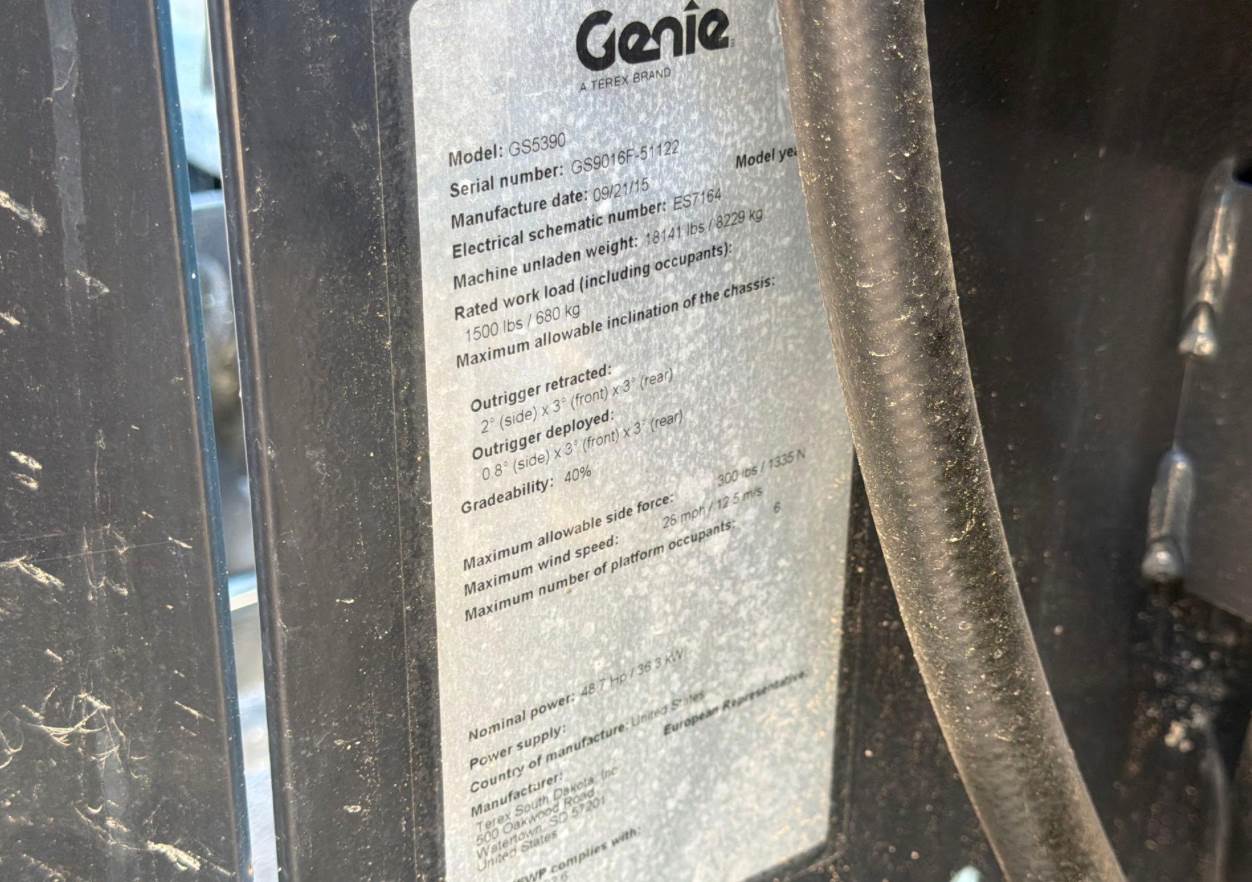 Genie
A TEREX BRAND
Model: GS5390
Serial number: GS9016F-51122
Manufacture date: 09/21/15 Model yea
Electrical schematic number: ES7164
Machine unladen weight: 18141 lbs / 8229 kg
Rated work load (including occupants):
1500 lbs / 680 kg
Maximum allowable inclination of the chassis:
Outrigger retracted:
2° (side) x 3° (front) x 3° (rear)
Outrigger deployed:
0.8° (side) x 3° (front) x 3° (rear)
Gradeability: 40%
Maximum allowable side force: 300 lbs / 1335 N
Maximum wind speed: 28 mph / 12.5 m/s
Maximum number of platform occupants: 6
Nominal power: 48.7 Hp / 36.3 kW
Power supply:
Country of manufacture: United States
Manufacturer: European Representative:
Terex South Dakota, Inc
500 Oakwood Road
Watertown, SD 57201
United States
WP complies with: